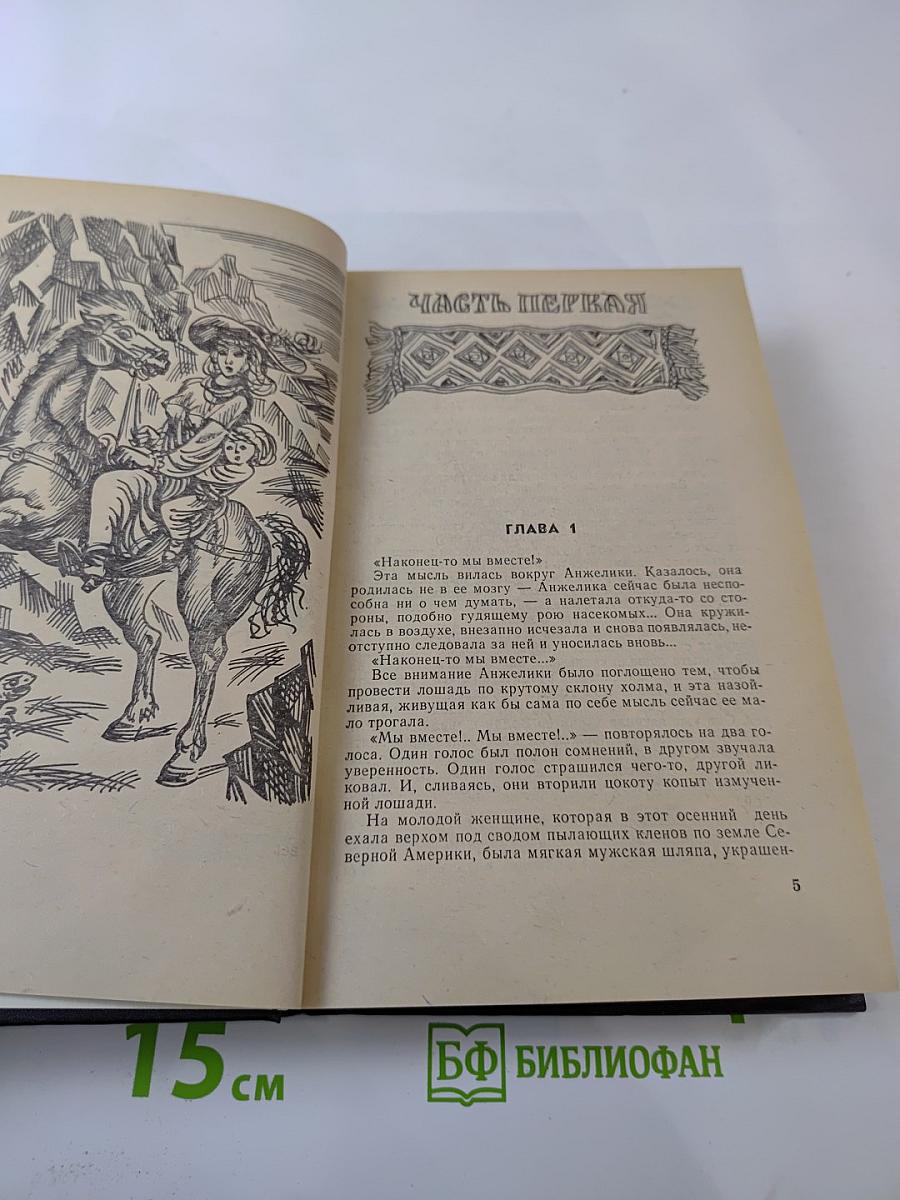 ЧАСТЬ ПЕРВАЯ
ГЛАВА 1
«Наконец-то мы вместе!»
Эта мысль вилась вокруг Анжелики. Казалось, она
родилась не в ее мозгу — Анжелика сейчас была неспо-
собна ни о чем думать, — а налетала откуда-то со сто-
роны, подобно гудящему рою насекомых... Она кружи-
лась в воздухе, внезапно исчезала и снова появлялась, не-
отступно следовала за ней и уносилась вновь...
«Наконец-то мы вместе...»
Все внимание Анжелики было поглощено тем, чтобы
провести лошадь по крутому склону холма, и эта назой-
ливая, живущая как бы сама по себе мысль сейчас ее ма-
ло трогала.
«Мы вместе!.. Мы вместе!..» — повторялось на два го-
лоса. Один голос был полон сомнений, в другом звучала
уверенность. Один голос страшился чего-то, другой ли-
ковал. И, сливаясь, они вторили цокоту копыт измучен-
ной лошади.
На молодой женщине, которая в этот осенний день
ехала верхом под сводом пылающих кленов по земле Се-
верной Америки, была мягкая мужская шляпа, украшен-
5
15 см
БФ БИБЛИОФАН